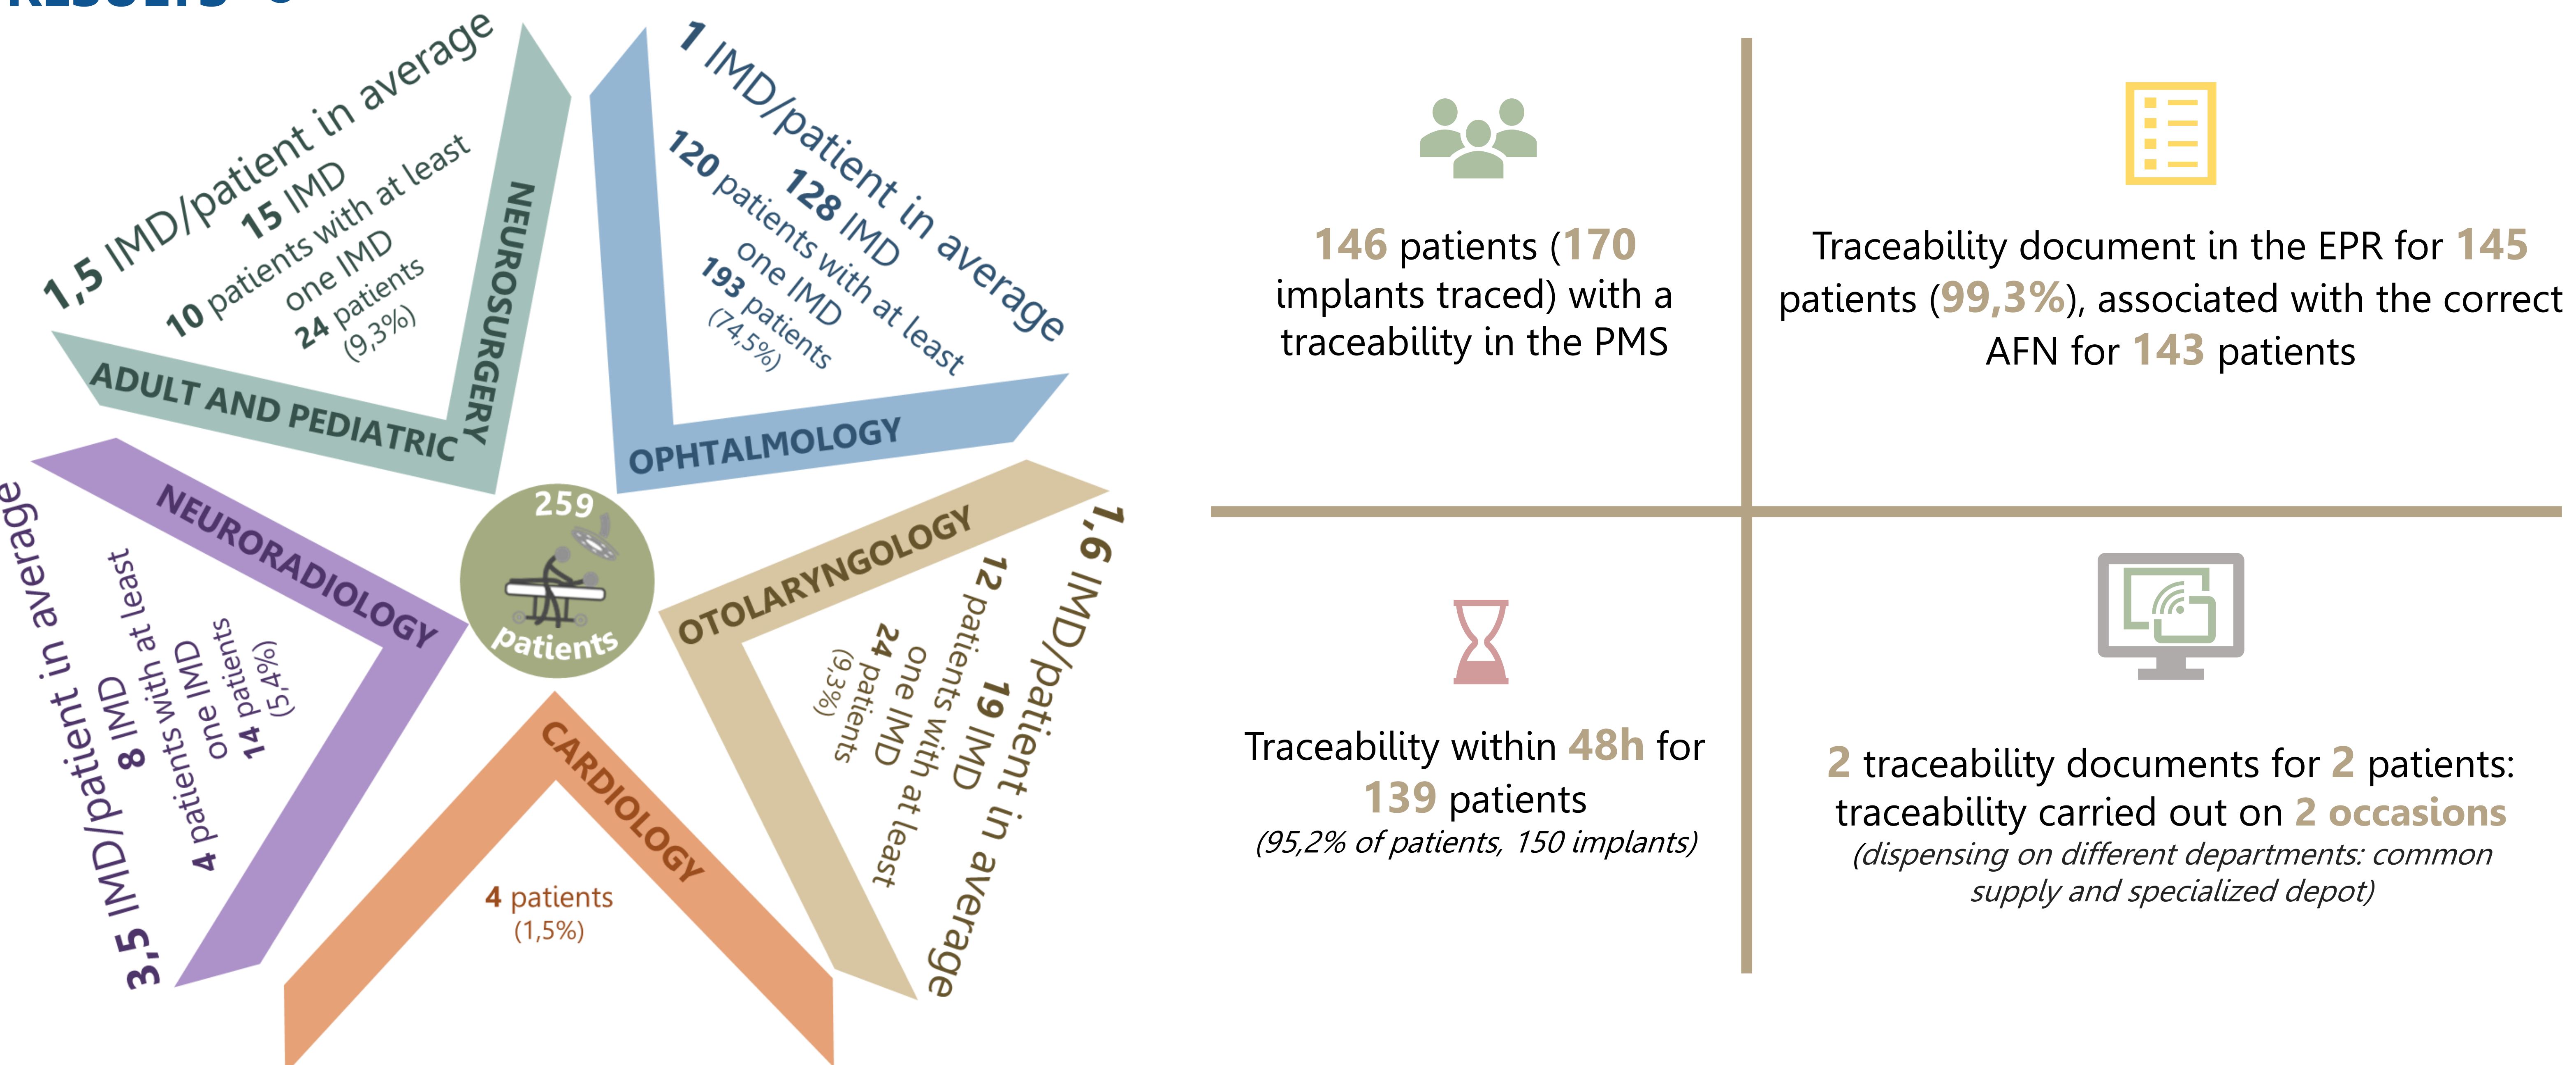 1,5 IMD/patient in average
15 IMD
10 patients with at least
one IMD
24 patients
(9,3%)
ADULT AND PEDIATRIC
NEUROSURGERY
1 IMD/patient in average
128 IMD
120 patients with at least
one IMD
193 patients
(74,5%)
OPHTALMOLOGY
NEURORADIOLOGY
3,5 IMD/patient in average
8 IMD
4 patients with at least
one IMD
14 patients
(5,4%)
259
patients
OTOLARYNGOLOGY
1,6 IMD/patient in average
19 IMD
12 patients with at least
one IMD
24 patients
(9,3%)
CARDIOLOGY
4 patients
(1,5%)
146 patients (170
implants traced) with a
traceability in the PMS
Traceability document in the EPR for 145
patients (99,3%), associated with the correct
AFN for 143 patients
Traceability within 48h for
139 patients
(95,2% of patients, 150 implants)
2 traceability documents for 2 patients:
traceability carried out on 2 occasions
(dispensing on different departments: common
supply and specialized depot)